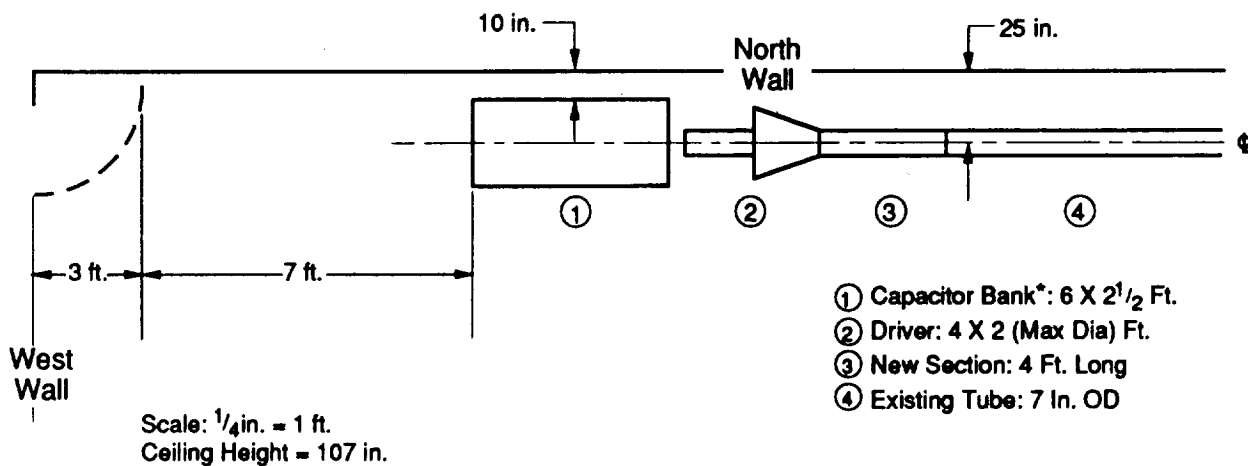 10 in.
North
Wall
25 in.
℄
①
②
③
④
3 ft.
7 ft.
West
Wall
① Capacitor Bank*: 6 X 2 1/2 Ft.
② Driver: 4 X 2 (Max Dia) Ft.
③ New Section: 4 Ft. Long
④ Existing Tube: 7 In. OD
Scale: 1/4 in. = 1 ft.
Ceiling Height = 107 in.